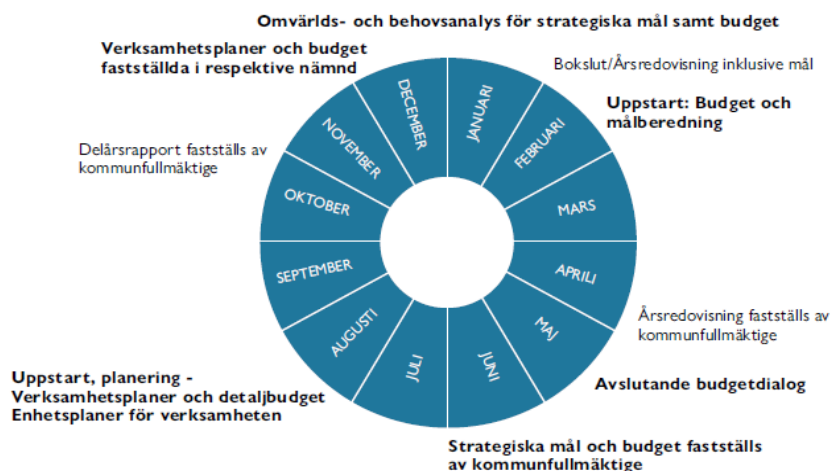 Omvärlds- och behovsanalys för strategiska mål samt budget
Verksamhetsplaner och budget
fastställda i respektive nämnd
Bokslut/Årsredovisning inklusive mål
Uppstart: Budget och
målberedning
Delårsrapport fastställs av
kommunfullmäktige
JANUARI
FEBRUARI
MARS
APRILI
MAJ
JUNI
JULI
AUGUSTI
SEPTEMBER
OKTOBER
NOVEMBER
DECEMBER
Årsredovisning fastställs av
kommunfullmäktige
Avslutande budgetdialog
Uppstart, planering -
Verksamhetsplaner och detaljbudget
Enhetsplaner för verksamheten
Strategiska mål och budget fastställs
av kommunfullmäktige